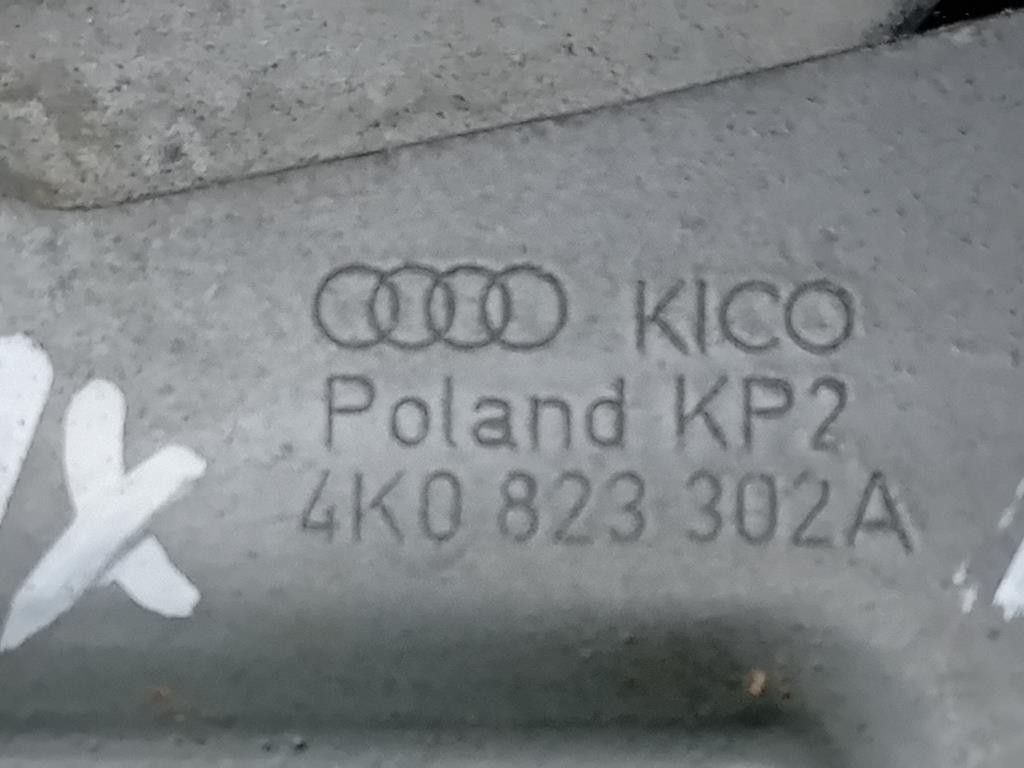 KICO
Poland KP2
4K0 823 302A